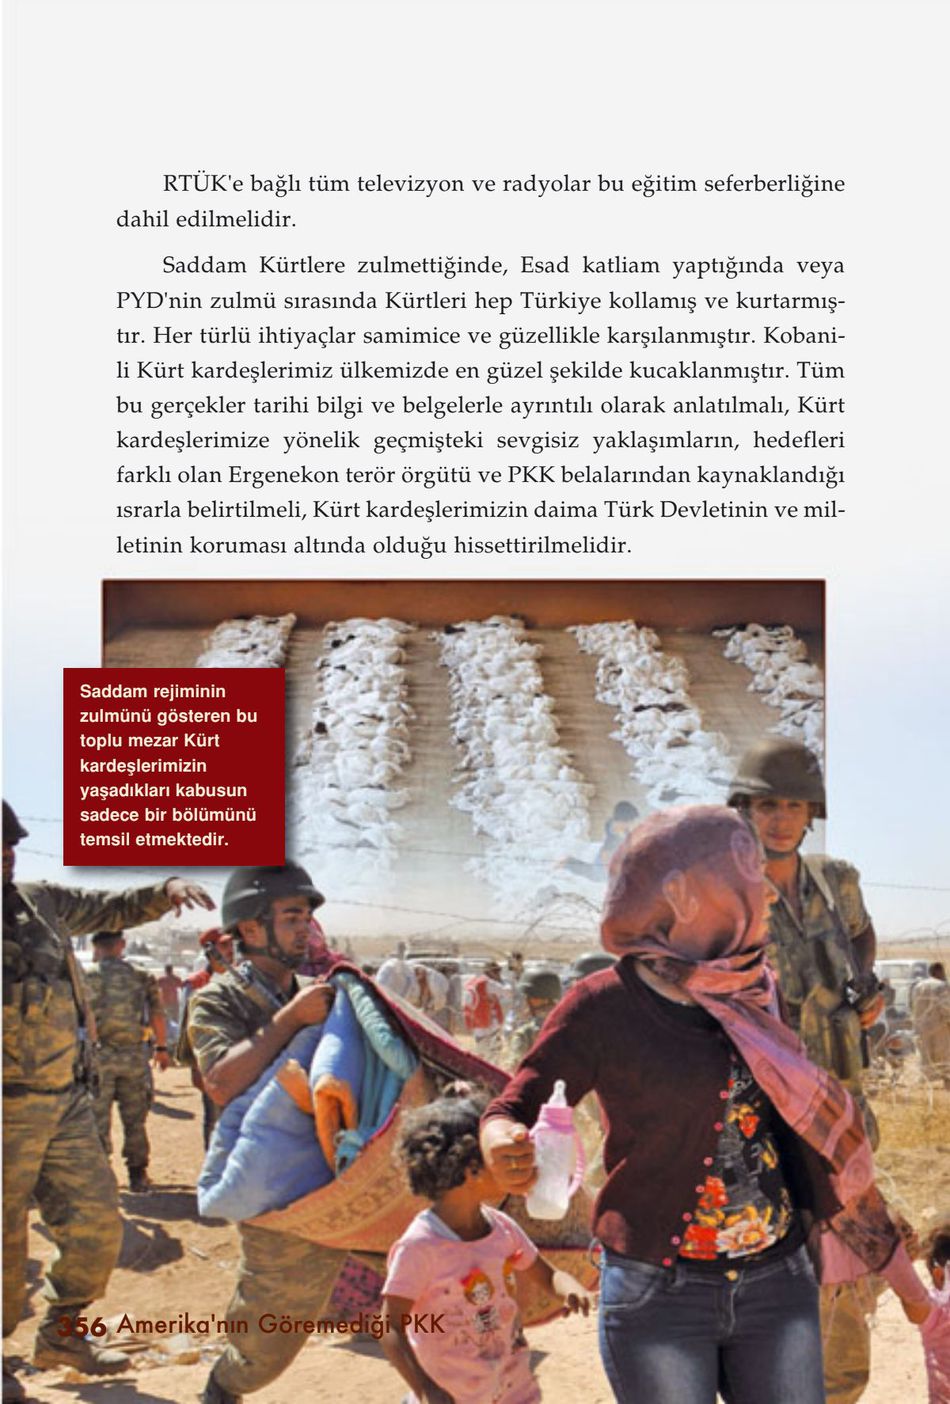 RTÜK'e bağlı tüm televizyon ve radyolar bu eğitim seferberliğine
dahil edilmelidir.
Saddam Kürtlere zulmettiğinde, Esad katliam yaptığında veya
PYD'nin zulmü sırasında Kürtleri hep Türkiye kollamış ve kurtarmış-
tır. Her türlü ihtiyaçlar samimice ve güzellikle karşılanmıştır. Kobani-
li Kürt kardeşlerimiz ülkemizde en güzel şekilde kucaklanmıştır. Tüm
bu gerçekler tarihi bilgi ve belgelerle ayrıntılı olarak anlatılmalı, Kürt
kardeşlerimize yönelik geçmişteki sevgisiz yaklaşımların, hedefleri
farklı olan Ergenekon terör örgütü ve PKK belalarından kaynaklandığı
ısrarla belirtilmeli, Kürt kardeşlerimizin daima Türk Devletinin ve mil-
letinin koruması altında olduğu hissettirilmelidir.
Saddam rejiminin
zulmünü gösteren bu
toplu mezar Kürt
kardeşlerimizin
yaşadıkları kabusun
sadece bir bölümünü
temsil etmektedir.
356 Amerika'nın Göremediği PKK